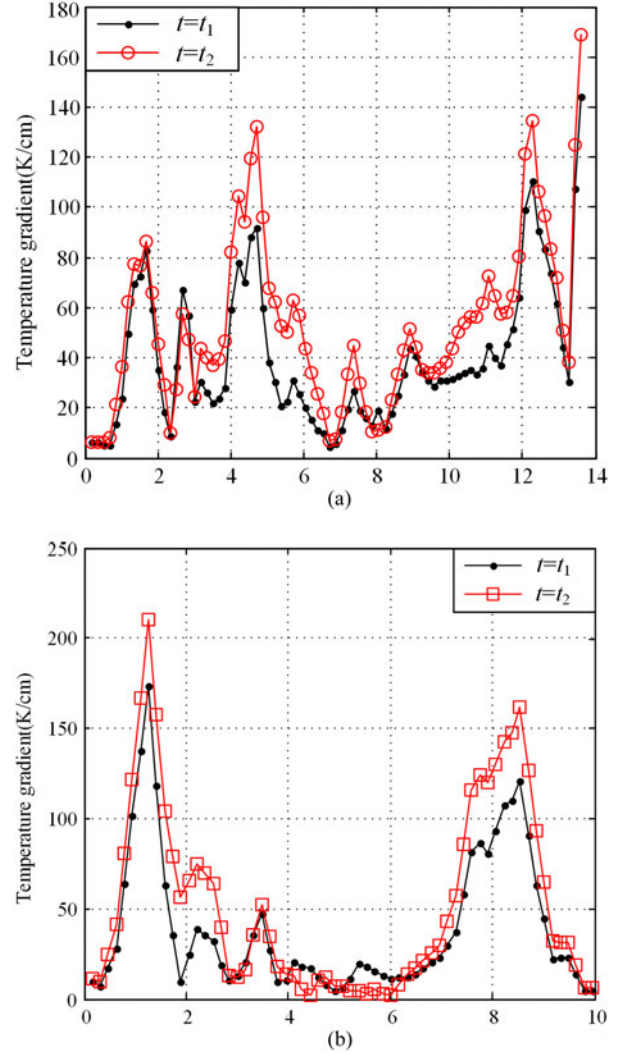 180
160
140
120
100
80
60
40
20
0
Temperature gradient(K/cm)
t=t1
t=t2
0 2 4 6 8 10 12 14
(a)
250
200
150
100
50
0
Temperature gradient(K/cm)
t=t1
t=t2
0 2 4 6 8 10
(b)